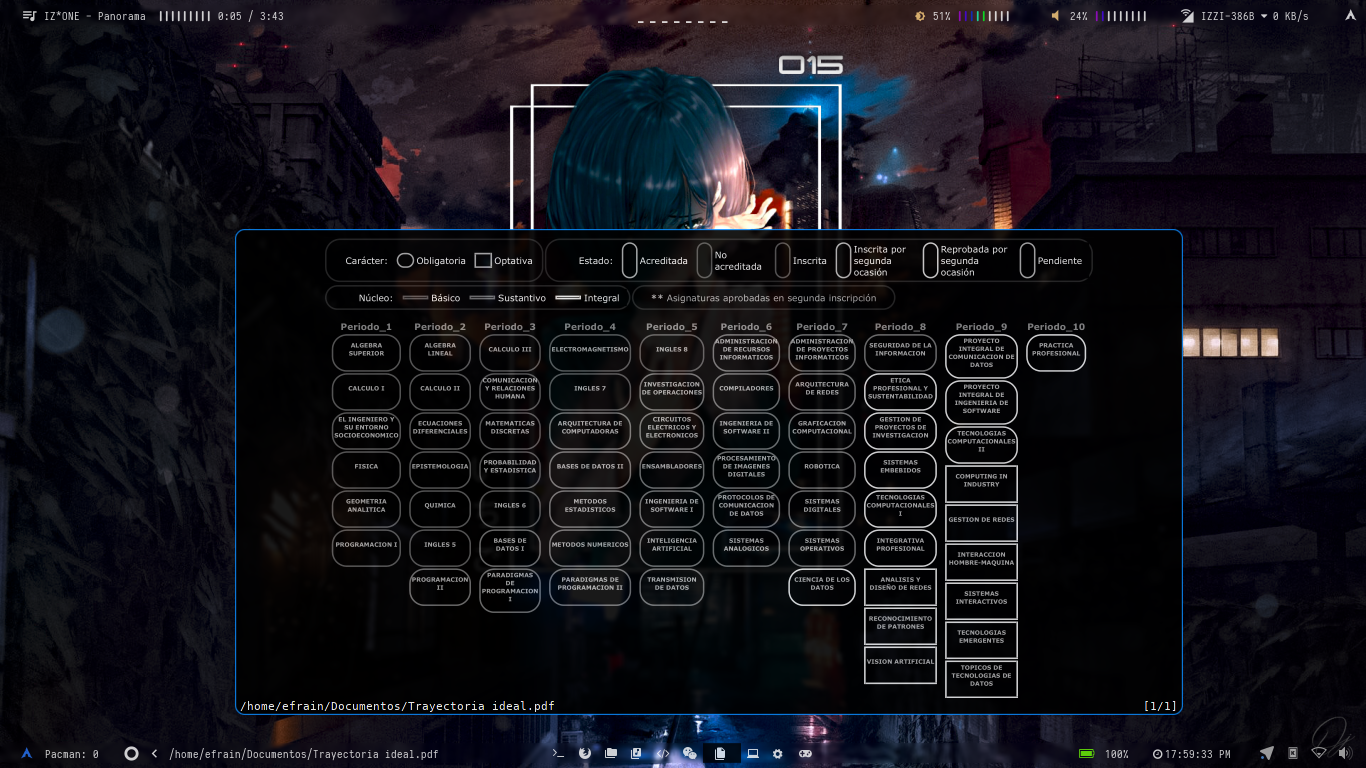 IZ*ONE - Panorama 0:05 / 3:43
51% 24% IZZI-386B 0 KB/s
015
Carácter: Obligatoria Optativa
Estado: Acreditada No acreditada Inscrita Inscrita por segunda ocasión Reprobada por segunda ocasión Pendiente
Núcleo: Básico Sustantivo Integral
** Asignaturas aprobadas en segunda inscripción
Periodo_1
ALGEBRA
SUPERIOR
CALCULO I
EL INGENIERO Y
SU ENTORNO
SOCIOECONOMICO
FISICA
GEOMETRIA
ANALITICA
PROGRAMACION I
Periodo_2
ALGEBRA
LINEAL
CALCULO II
ECUACIONES
DIFERENCIALES
EPISTEMOLOGIA
QUIMICA
INGLES 5
PROGRAMACION
II
Periodo_3
CALCULO III
COMUNICACION
Y RELACIONES
HUMANA
MATEMATICAS
DISCRETAS
PROBABILIDAD
Y ESTADISTICA
INGLES 6
BASES DE
DATOS I
PARADIGMAS
DE
PROGRAMACION
I
Periodo_4
ELECTROMAGNETISMO
INGLES 7
ARQUITECTURA DE
COMPUTADORAS
BASES DE DATOS II
METODOS
ESTADISTICOS
METODOS NUMERICOS
PARADIGMAS DE
PROGRAMACION II
Periodo_5
INGLES 8
INVESTIGACION
DE OPERACIONES
CIRCUITOS
ELECTRICOS Y
ELECTRONICOS
ENSAMBLADORES
INGENIERIA DE
SOFTWARE I
INTELIGENCIA
ARTIFICIAL
TRANSMISION
DE DATOS
Periodo_6
ADMINISTRACION
DE RECURSOS
INFORMATICOS
COMPILADORES
INGENIERIA DE
SOFTWARE II
PROCESAMIENTO
DE IMAGENES
DIGITALES
PROTOCOLOS DE
COMUNICACION
DE DATOS
SISTEMAS
ANALOGICOS
Periodo_7
ADMINISTRACION
DE PROYECTOS
INFORMATICOS
ARQUITECTURA
DE REDES
GRAFICACION
COMPUTACIONAL
ROBOTICA
SISTEMAS
DIGITALES
SISTEMAS
OPERATIVOS
CIENCIA DE LOS
DATOS
Periodo_8
SEGURIDAD DE LA
INFORMACION
ETICA
PROFESIONAL Y
SUSTENTABILIDAD
GESTION DE
PROYECTOS DE
INVESTIGACION
SISTEMAS
EMBEBIDOS
TECNOLOGIAS
COMPUTACIONALES
I
INTEGRATIVA
PROFESIONAL
ANALISIS Y
DISEÑO DE REDES
RECONOCIMIENTO
DE PATRONES
VISION ARTIFICIAL
Periodo_9
PROYECTO
INTEGRAL DE
COMUNICACION DE
DATOS
PROYECTO
INTEGRAL DE
INGENIERIA DE
SOFTWARE
TECNOLOGIAS
COMPUTACIONALES
II
COMPUTING IN
INDUSTRY
GESTION DE REDES
INTERACCION
HOMBRE-MAQUINA
SISTEMAS
INTERACTIVOS
TECNOLOGIAS
EMERGENTES
TOPICOS DE
TECNOLOGIAS DE
DATOS
Periodo_10
PRACTICA
PROFESIONAL
/home/efrain/Documentos/Trayectoria ideal.pdf [1/1]
Pacman: 0 /home/efrain/Documentos/Trayectoria ideal.pdf 100% 17:59:33 PM